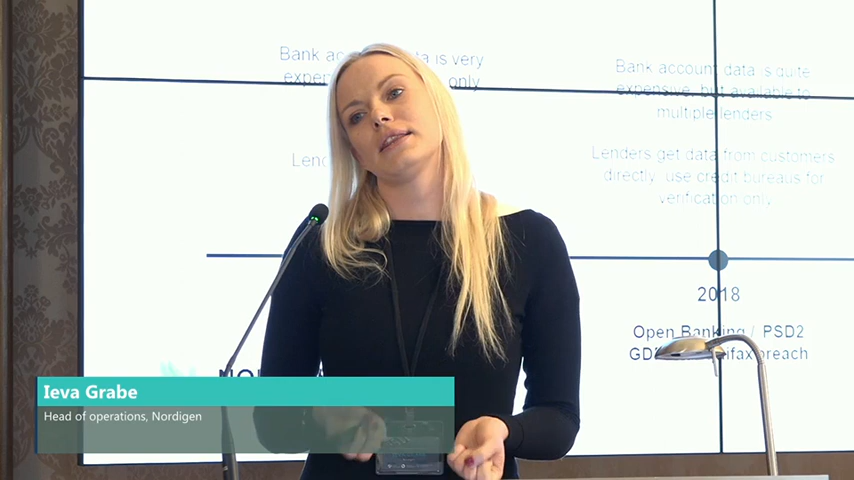 Bank account data is very
expensive only
Bank account data is quite
expensive, but available to
multiple lenders
Lenders get data from customers
directly, use credit bureaus for
verification only
2018
Open Banking / PSD2
breach
Ieva Grabe
Head of operations, Nordigen